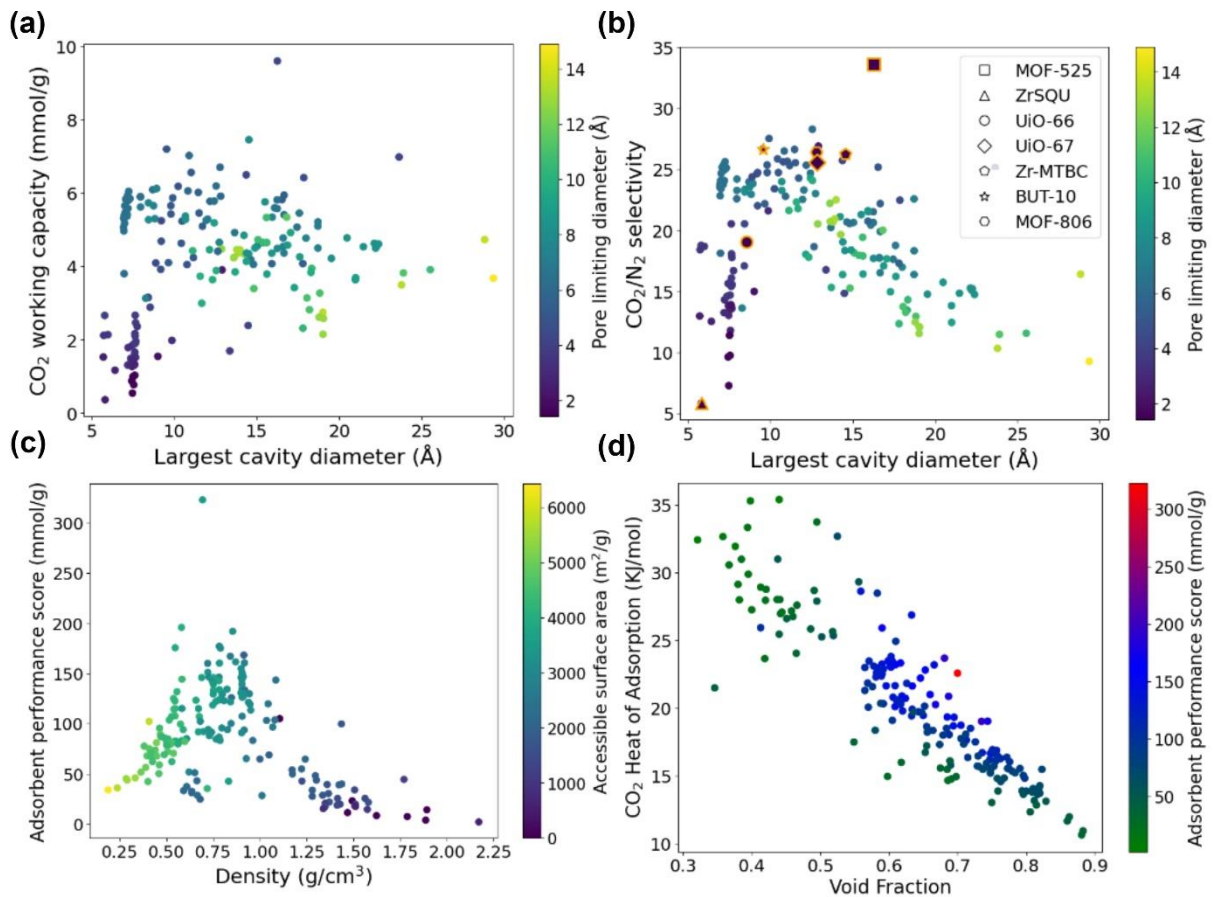 (a)
10
8
6
4
2
0
5 10 15 20 25 30
CO₂ working capacity (mmol/g)
Largest cavity diameter (Å)
14
12
10
8
6
4
2
Pore limiting diameter (Å)
(b)
35
30
25
20
15
10
5
5 10 15 20 25 30
CO₂/N₂ selectivity
Largest cavity diameter (Å)
MOF-525
ZrSQU
UiO-66
UiO-67
Zr-MTBC
BUT-10
MOF-806
14
12
10
8
6
4
2
Pore limiting diameter (Å)
(c)
300
250
200
150
100
50
0
0.25 0.50 0.75 1.00 1.25 1.50 1.75 2.00 2.25
Adsorbent performance score (mmol/g)
Density (g/cm³)
6000
5000
4000
3000
2000
1000
0
Accessible surface area (m²/g)
(d)
35
30
25
20
15
10
0.3 0.4 0.5 0.6 0.7 0.8 0.9
CO₂ Heat of Adsorption (KJ/mol)
Void Fraction
300
250
200
150
100
50
Adsorbent performance score (mmol/g)